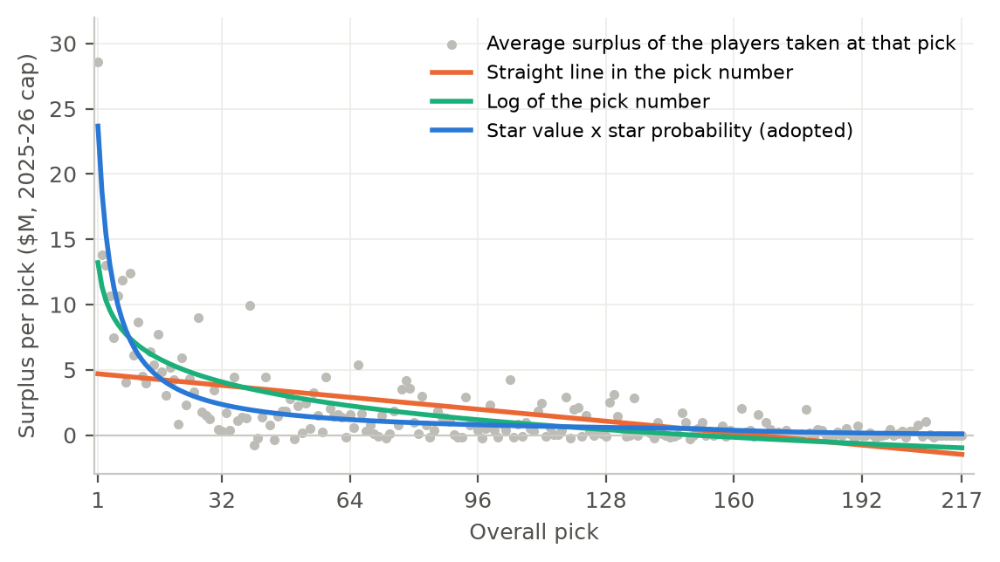 Surplus per pick ($M, 2025-26 cap)
30
25
20
15
10
5
0
Average surplus of the players taken at that pick
Straight line in the pick number
Log of the pick number
Star value x star probability (adopted)
1 32 64 96 128 160 192 217
Overall pick